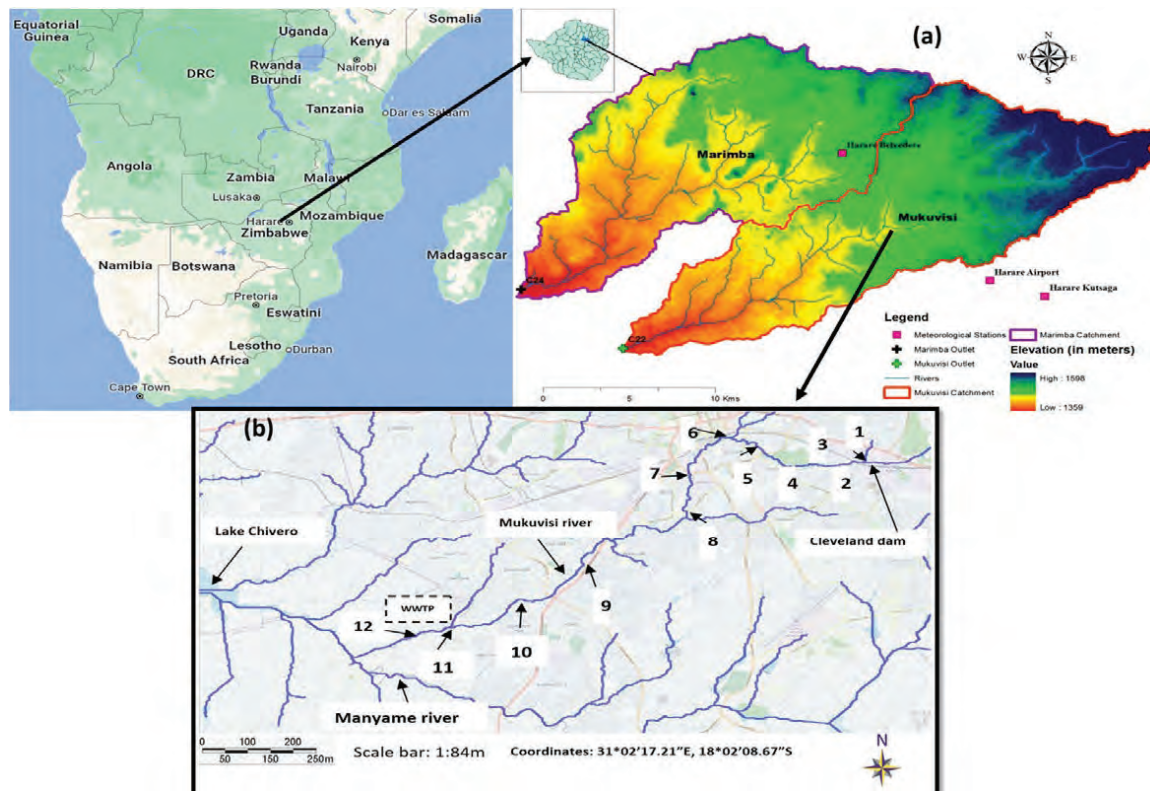 Equatorial
Guinea
DRC
Uganda
Rwanda
Burundi
Somalia
Kenya
Nairobi
Tanzania
Dar es Salaam
Angola
Zambia
Lusaka
Malawi
Harare
Zimbabwe
Mozambique
Namibia
Botswana
Madagascar
Pretoria
Eswatini
Lesotho
Durban
South Africa
Cape Town
(a)
N
W
E
S
Marimba
Harare Belvedere
Mukuvisi
Harare Airport
Harare Kutsaga
C24
C22
Legend
Meteorological Stations
Marimba Outlet
Mukuvisi Outlet
Rivers
Mukuvisi Catchment
Marimba Catchment
Elevation (in meters)
Value
High : 1598
Low : 1359
0
5
10 Kms
(b)
1
2
3
4
5
6
7
8
9
10
11
12
Lake Chivero
Mukuvisi river
Cleveland dam
WWTP
Manyame river
0 100 200
50 150 250m
Scale bar: 1:84m
Coordinates: 31°02’17.21”E, 18°02’08.67”S
N